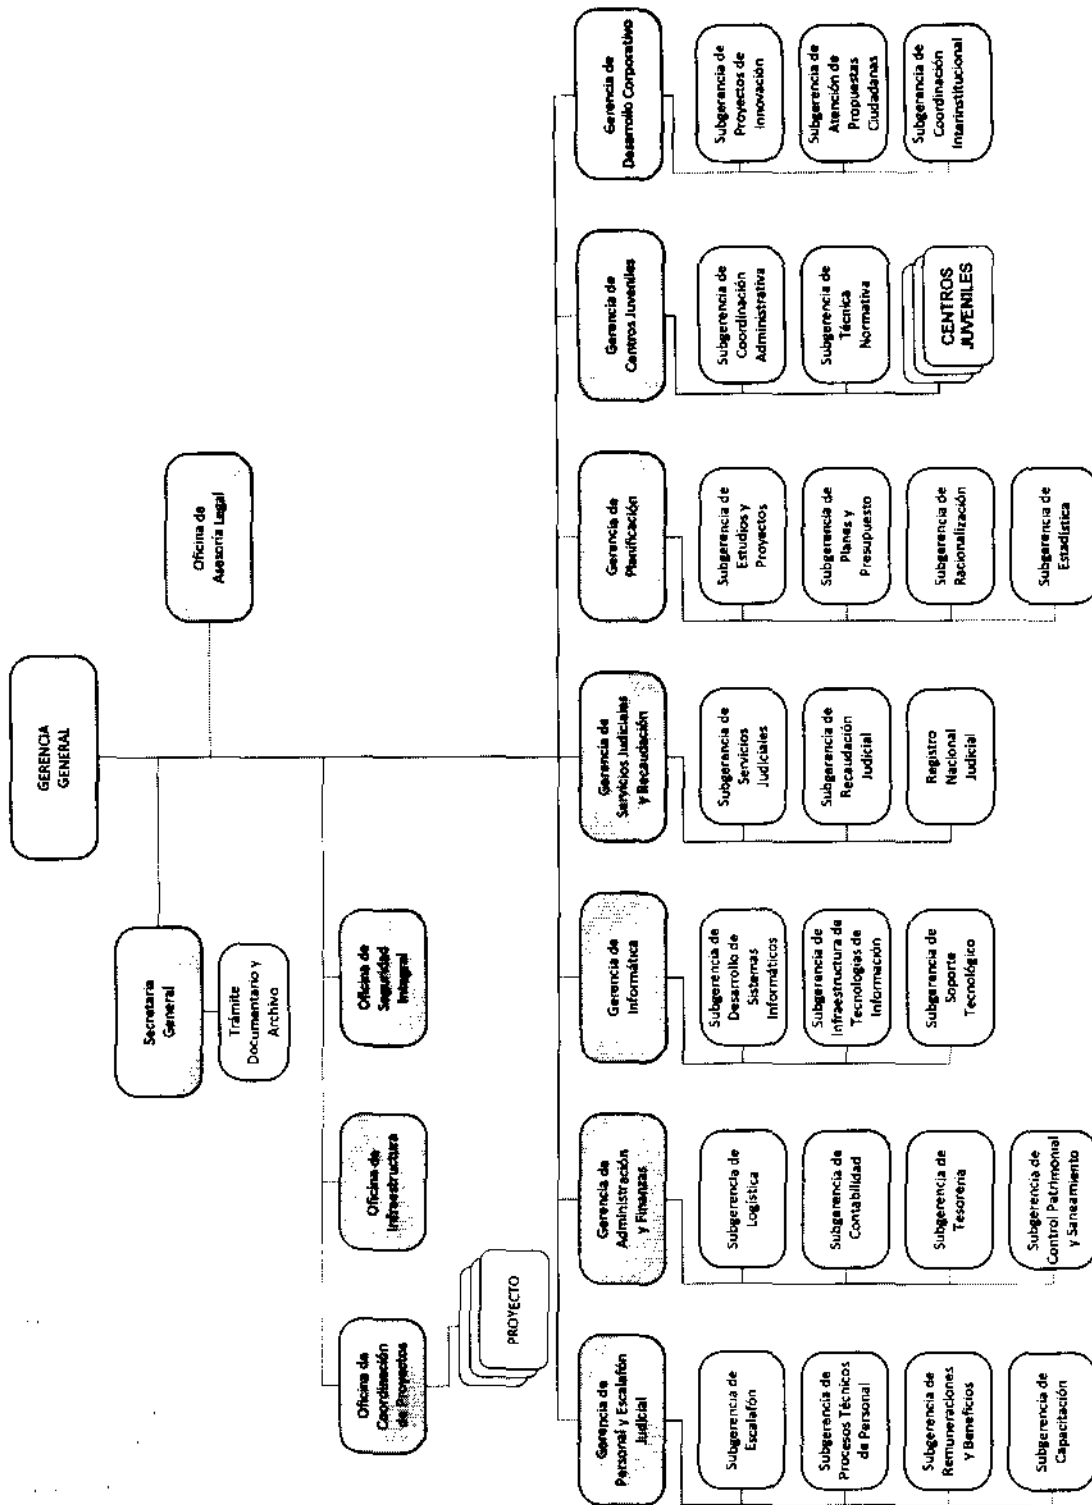 GERENCIA
GENERAL
Secretaria
General
Trámite
Documentario y
Archivo
Oficina de
Asesoría Legal
Oficina de
Coordinación
de Proyectos
PROYECTO
Oficina de
Infraestructura
Oficina de
Seguridad
Integral
Gerencia de
Personal y Escalafón
Judicial
Subgerencia de
Escalafón
Subgerencia de
Procesos Técnicos
de Personal
Subgerencia de
Remuneraciones
y Beneficios
Subgerencia de
Capacitación
Gerencia de
Administración
y Finanzas
Subgerencia de
Logística
Subgerencia de
Contabilidad
Subgerencia de
Tesorería
Subgerencia de
Control Patrimonial
y Saneamiento
Gerencia de
Informática
Subgerencia de
Desarrollo de
Sistemas
Informáticos
Subgerencia de
Infraestructura de
Tecnologías de
Información
Subgerencia de
Soporte
Tecnológico
Gerencia de
Servicios Judiciales
y Recaudación
Subgerencia de
Servicios
Judiciales
Subgerencia de
Recaudación
Judicial
Registro
Nacional
Judicial
Gerencia de
Planificación
Subgerencia de
Estudios y
Proyectos
Subgerencia de
Planes y
Presupuesto
Subgerencia de
Racionalización
Subgerencia de
Estadística
Gerencia de
Centros Juveniles
Subgerencia de
Coordinación
Administrativa
Subgerencia de
Técnica
Normativa
CENTROS
JUVENILES
Gerencia de
Desarrollo Corporativo
Subgerencia de
Proyectos de
Innovación
Subgerencia de
Atención de
Propuestas
Ciudadanas
Subgerencia de
Coordinación
Interinstitucional